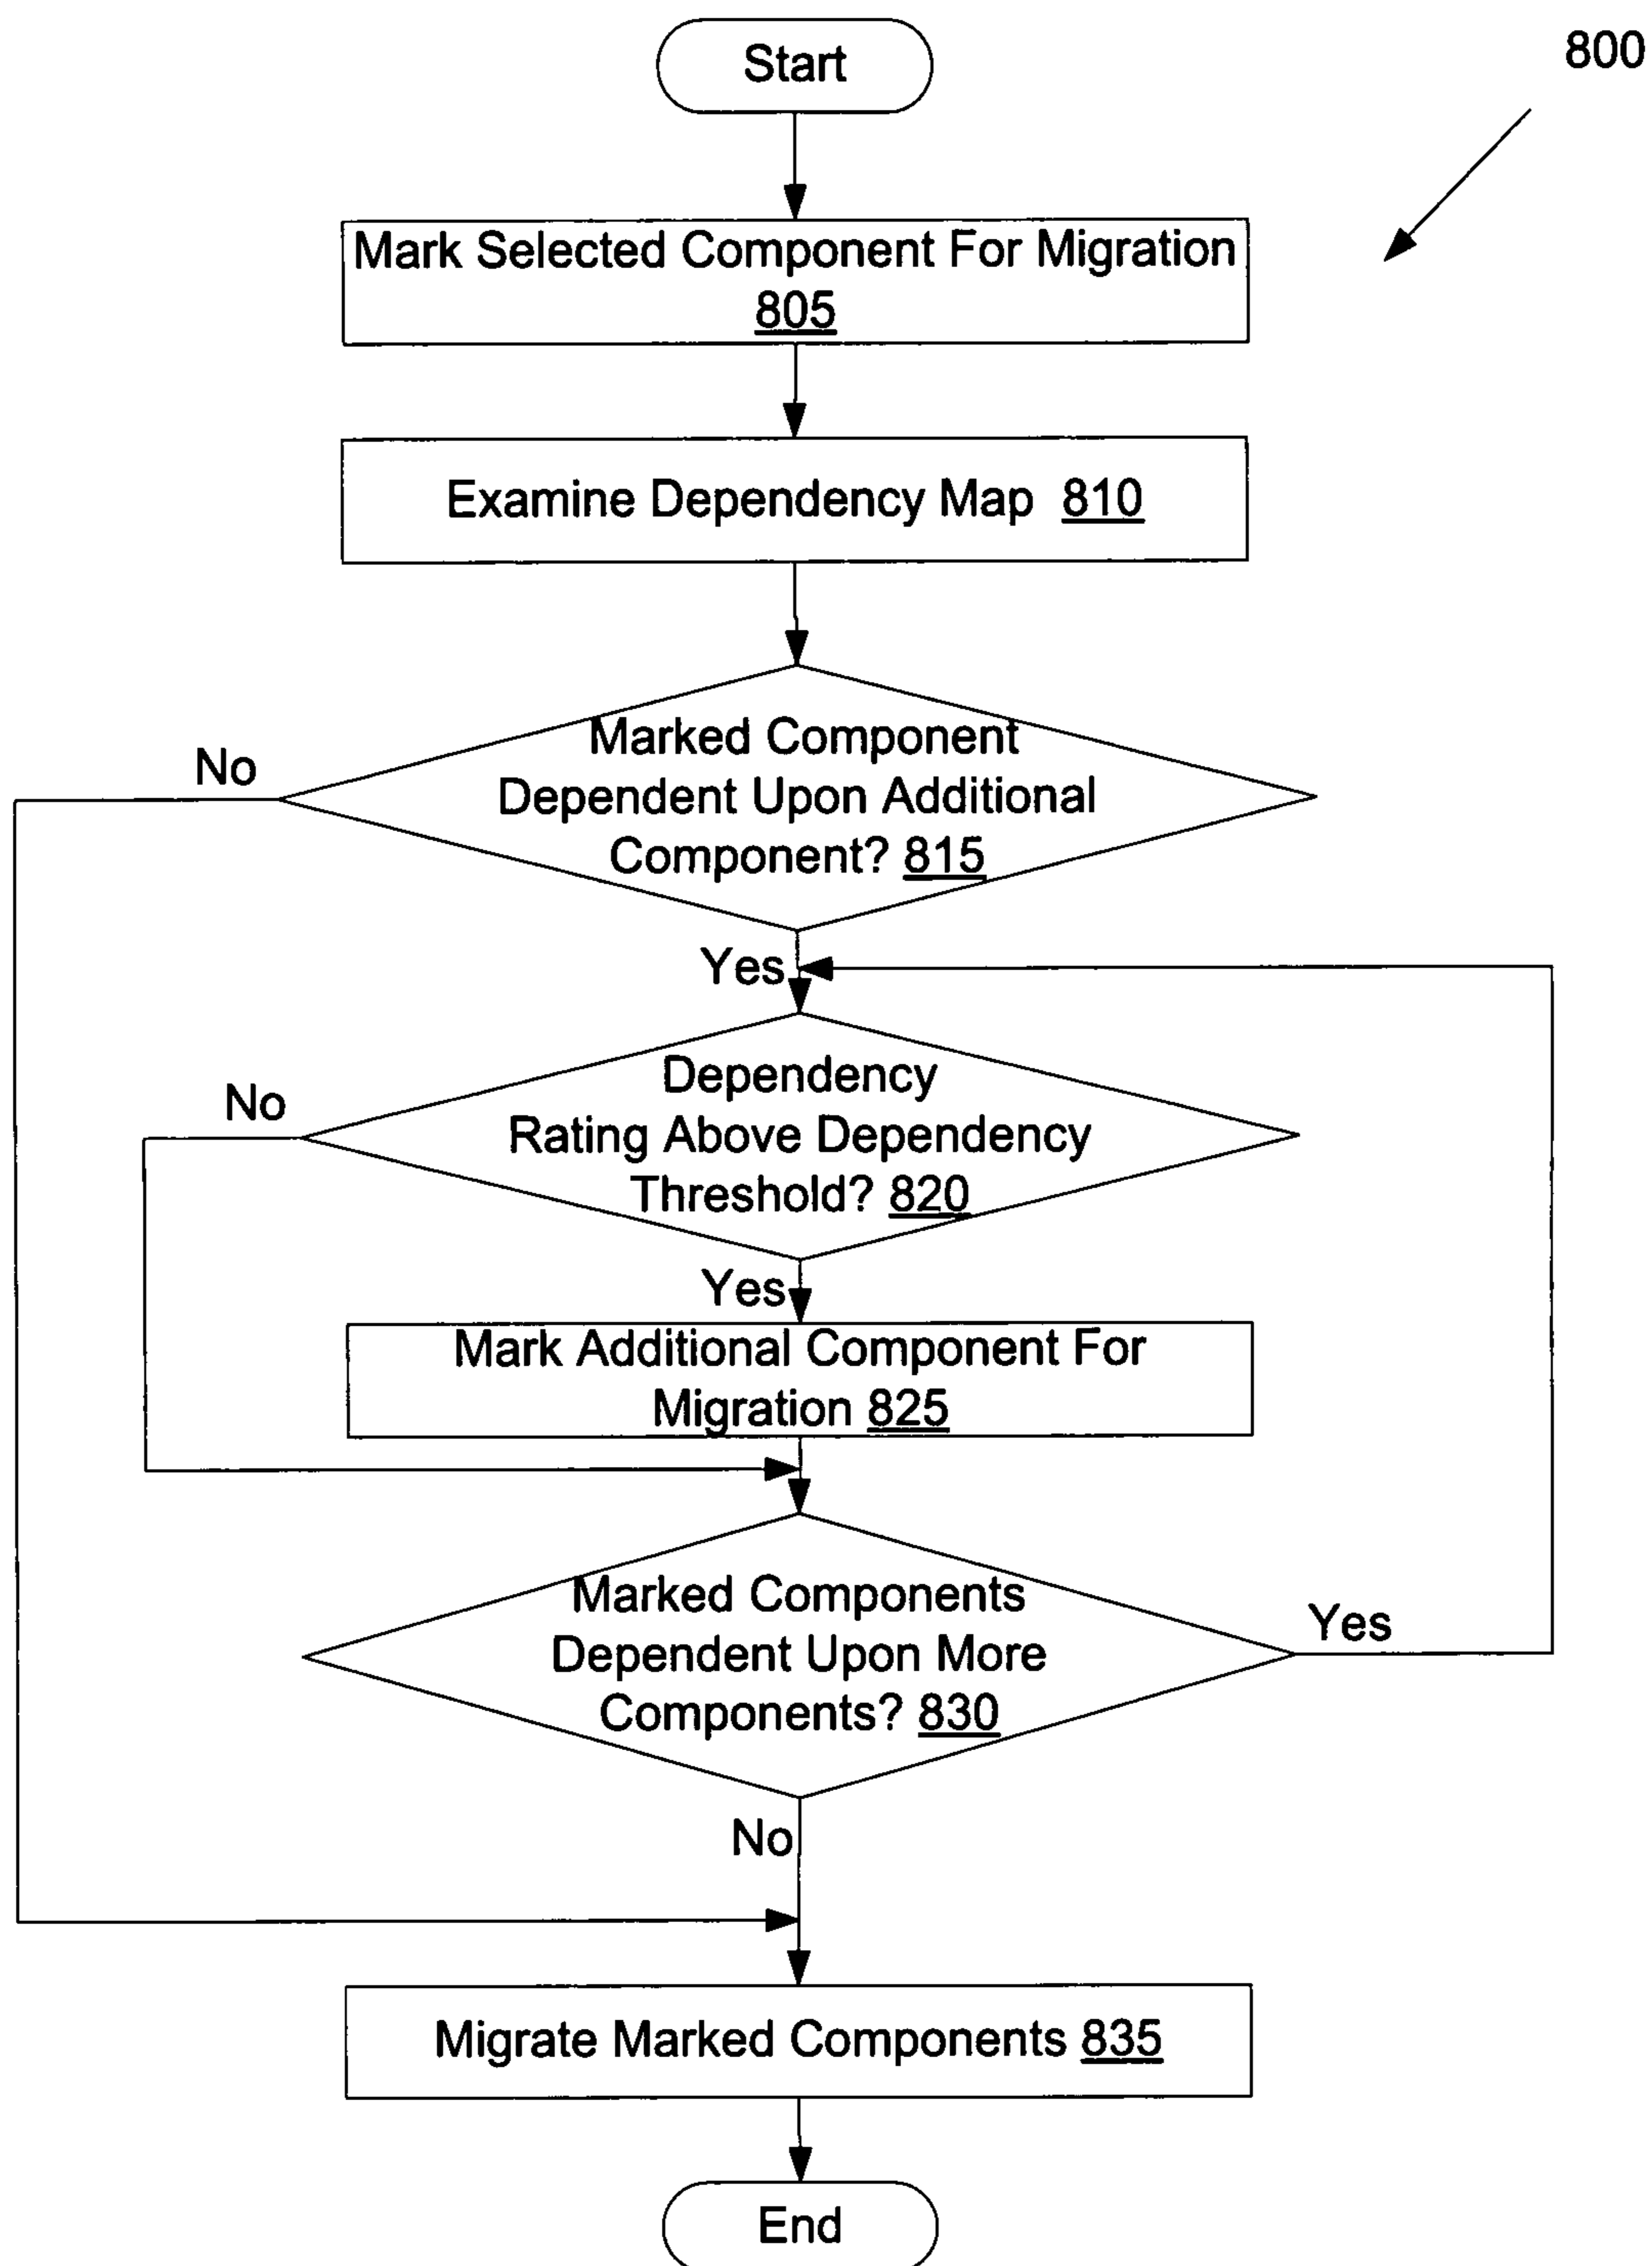 Start
800
Mark Selected Component For Migration
805
Examine Dependency Map 810
Marked Component
Dependent Upon Additional
Component? 815
No
Yes
Dependency
Rating Above Dependency
Threshold? 820
No
Yes
Mark Additional Component For
Migration 825
Marked Components
Dependent Upon More
Components? 830
Yes
No
Migrate Marked Components 835
End